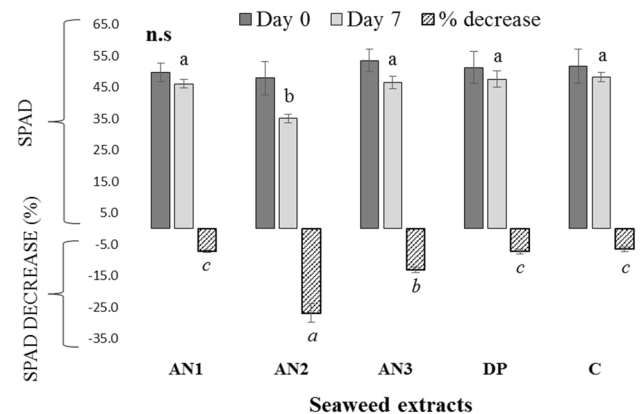 Day 0 Day 7 % decrease
n.s
65.0
55.0
45.0
35.0
25.0
15.0
5.0
-5.0
-15.0
-25.0
-35.0
SPAD
SPAD DECREASE (%)
a b a a a
c a b c c
AN1 AN2 AN3 DP C
Seaweed extracts